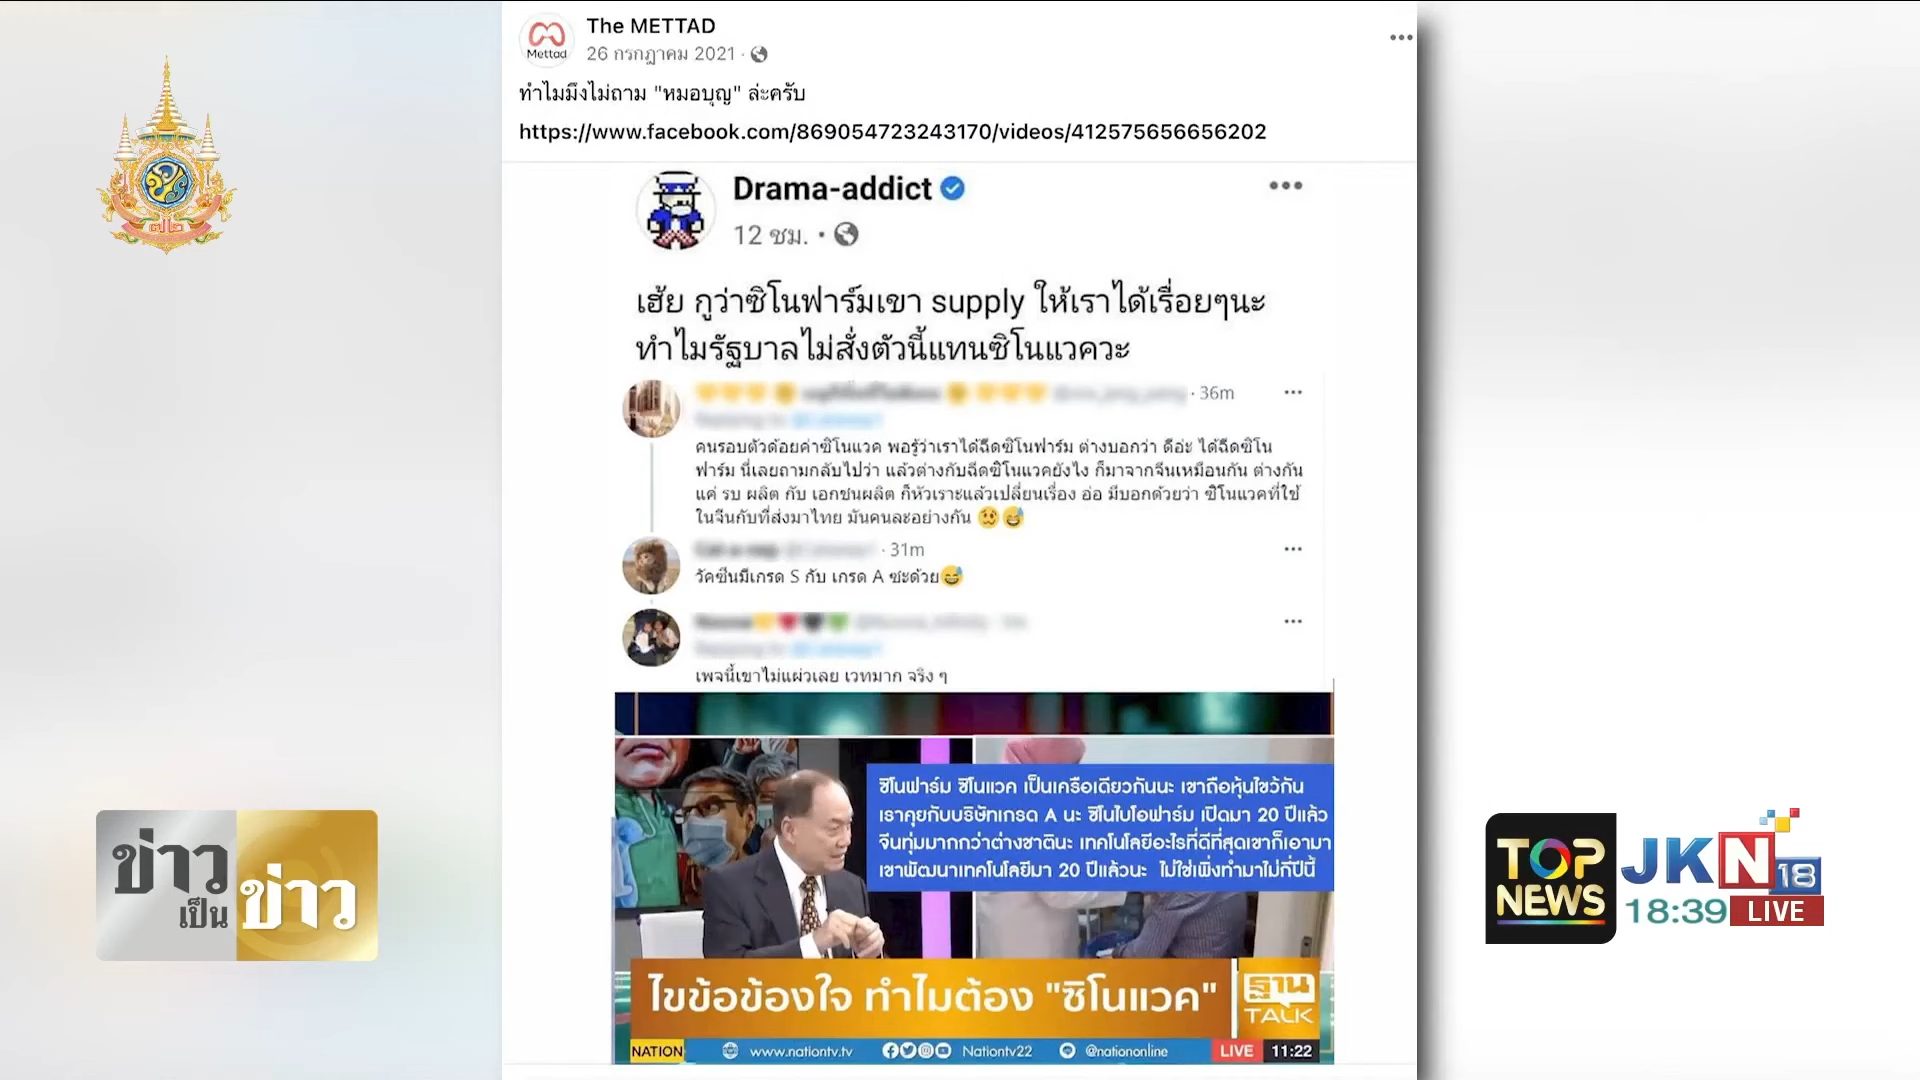 The METTAD
Mettad
26 กรกฎาคม 2021
ทำไมมึงไม่ถาม "หมอบุญ" ล่ะครับ
https://www.facebook.com/869054723243170/videos/412575656656202
Drama-addict
12 ชม.
เฮ้ย กูว่าซิโนฟาร์มเขา supply ให้เราได้เรื่อยๆนะ
ทำไมรัฐบาลไม่สั่งตัวนี้แทนซิโนแวควะ
36m
คนรอบตัวด้อยค่าซิโนแวค พอรู้ว่าเราได้ฉีดซิโนฟาร์ม ต่างบอกว่า ดีอ่ะ ได้ฉีดซิโน
ฟาร์ม นี่เลยถามกลับไปว่า แล้วต่างกับฉีดซิโนแวคยังไง ก็มาจากจีนเหมือนกัน ต่างกัน
แค่ รบ ผลิต กับ เอกชนผลิต ก็หัวเราะแล้วเปลี่ยนเรื่อง อ่อ มีบอกด้วยว่า ซิโนแวคที่ใช้
ในจีนกับที่ส่งมาไทย มันคนละอย่างกัน
31m
วัคซีนมีเกรด S กับ เกรด A ซะด้วย
เพจนี้เขาไม่แผ่วเลย เวทมาก จริง ๆ
ซิโนฟาร์ม ซิโนแวค เป็นเครือเดียวกันนะ เขาถือหุ้นไขว้กัน
เราคุยกับบริษัทเกรด A นะ ซิโนไบโอฟาร์ม เปิดมา 20 ปีแล้ว
จีนทุ่มมากกว่าต่างชาตินะ เทคโนโลยีอะไรที่ดีที่สุดเขาก็เอามา
เขาพัฒนาเทคโนโลยีมา 20 ปีแล้วนะ ไม่ใช่เพิ่งทำมาไม่กี่ปีนี้
ไขข้อข้องใจ ทำไมต้อง "ซิโนแวค"
ฐาน
TALK
NATION www.nationtv.tv Nationtv22 @nationonline LIVE 11:22
ข่าว
เป็น
ข่าว
TOP
NEWS
JKN 18
18:39 LIVE